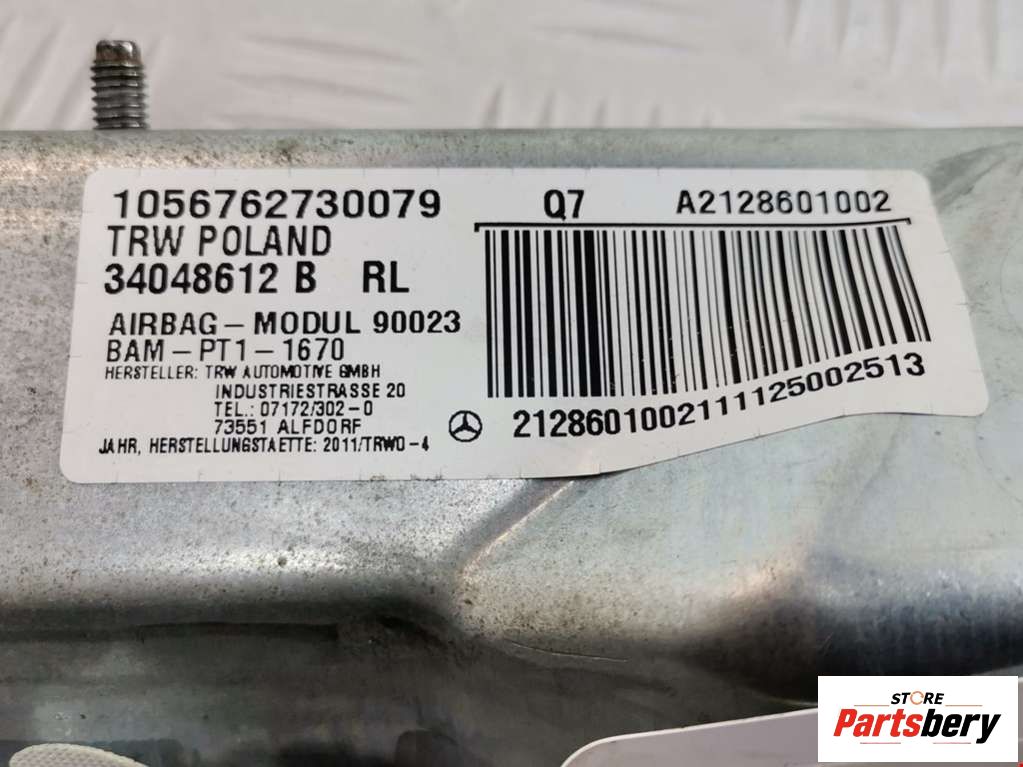 1056762730079
TRW POLAND
34048612 B RL
AIRBAG-MODUL 90023
BAM-PT1-1670
HERSTELLER: TRW AUTOMOTIVE GMBH
INDUSTRIESTRASSE 20
TEL.: 07172/302-0
73551 ALFDORF
JAHR, HERSTELLUNGSTAETTE: 2011/TRWO-4
Q7 A2128601002
2128601002111125002513
STORE
Partsbery